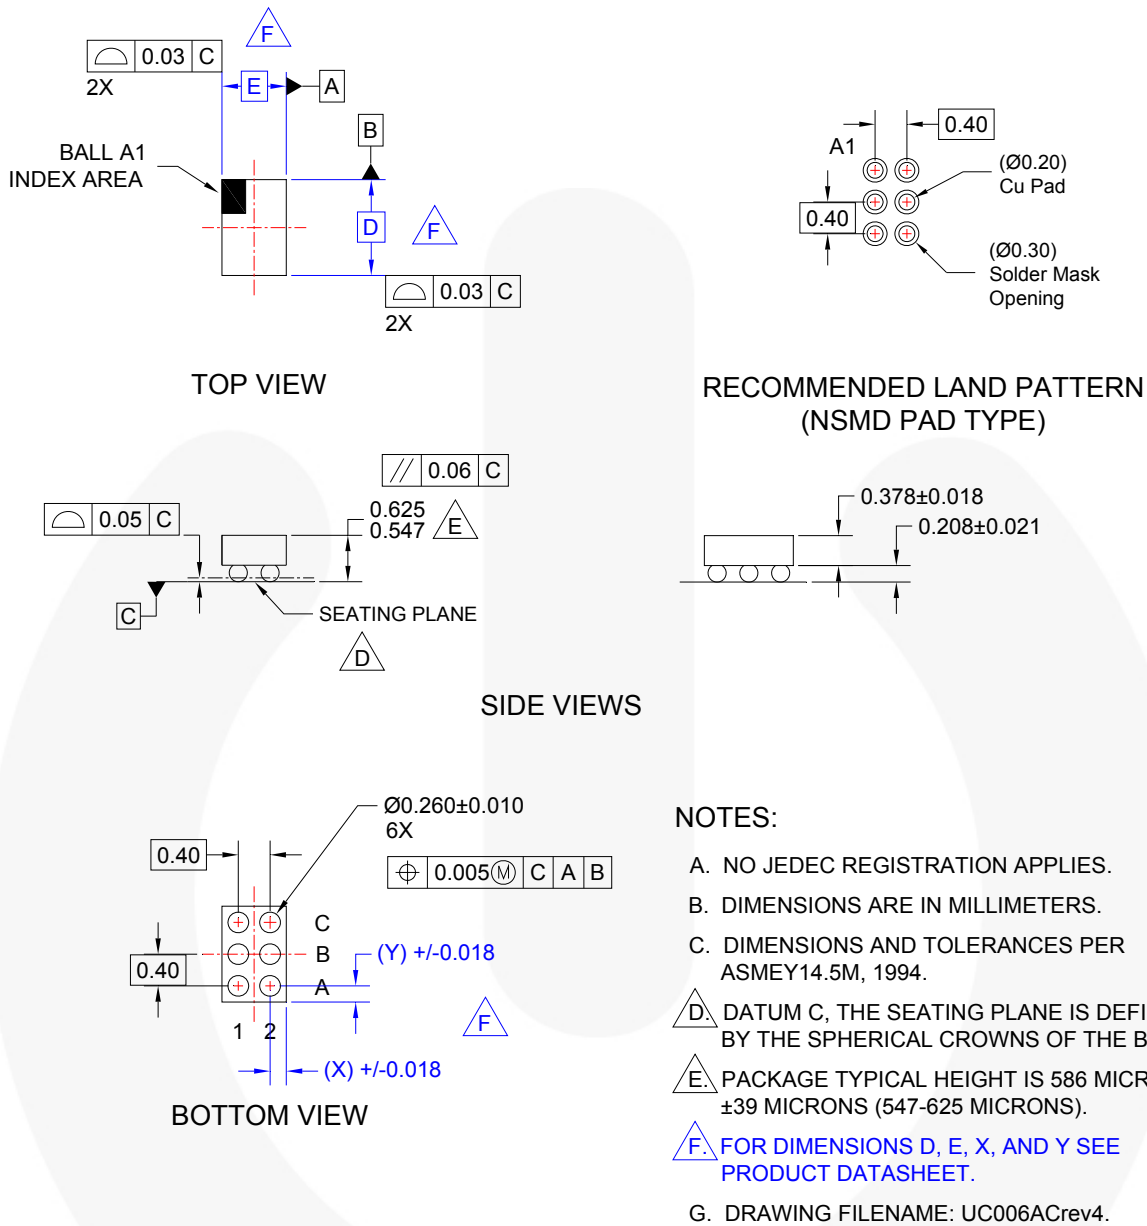 F
0.03 C
2X
E
A
B
BALL A1
INDEX AREA
D
F
0.03 C
2X
TOP VIEW
0.40
A1
(Ø0.20)
Cu Pad
0.40
(Ø0.30)
Solder Mask
Opening
RECOMMENDED LAND PATTERN
(NSMD PAD TYPE)
// 0.06 C
0.05 C
0.625
0.547
E
C
SEATING PLANE
D
0.378±0.018
0.208±0.021
SIDE VIEWS
Ø0.260±0.010
6X
0.40
0.005Ⓜ C A B
C
B
A
0.40
(Y) +/-0.018
F
1 2
(X) +/-0.018
BOTTOM VIEW
NOTES:
A. NO JEDEC REGISTRATION APPLIES.
B. DIMENSIONS ARE IN MILLIMETERS.
C. DIMENSIONS AND TOLERANCES PER
ASMEY14.5M, 1994.
D. DATUM C, THE SEATING PLANE IS DEFI
BY THE SPHERICAL CROWNS OF THE B
E. PACKAGE TYPICAL HEIGHT IS 586 MICR
±39 MICRONS (547-625 MICRONS).
F. FOR DIMENSIONS D, E, X, AND Y SEE
PRODUCT DATASHEET.
G. DRAWING FILENAME: UC006ACrev4.